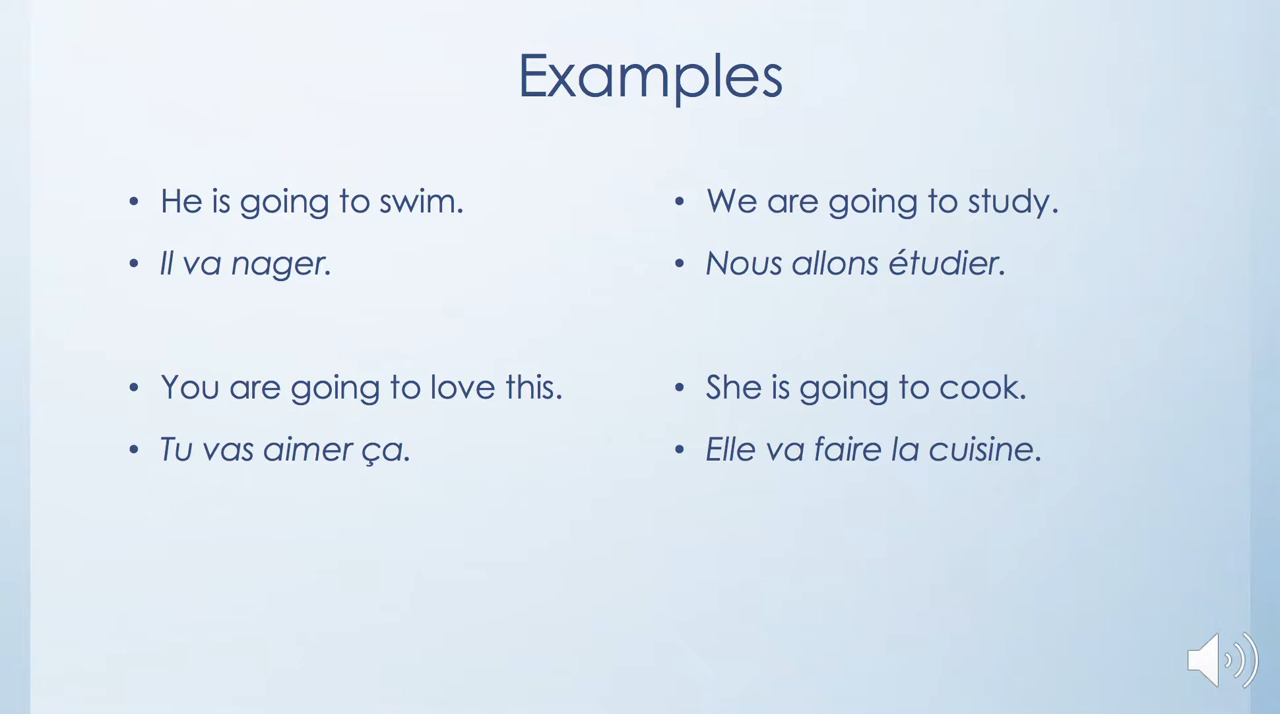 Examples
• He is going to swim.
• Il va nager.
• You are going to love this.
• Tu vas aimer ça.
• We are going to study.
• Nous allons étudier.
• She is going to cook.
• Elle va faire la cuisine.